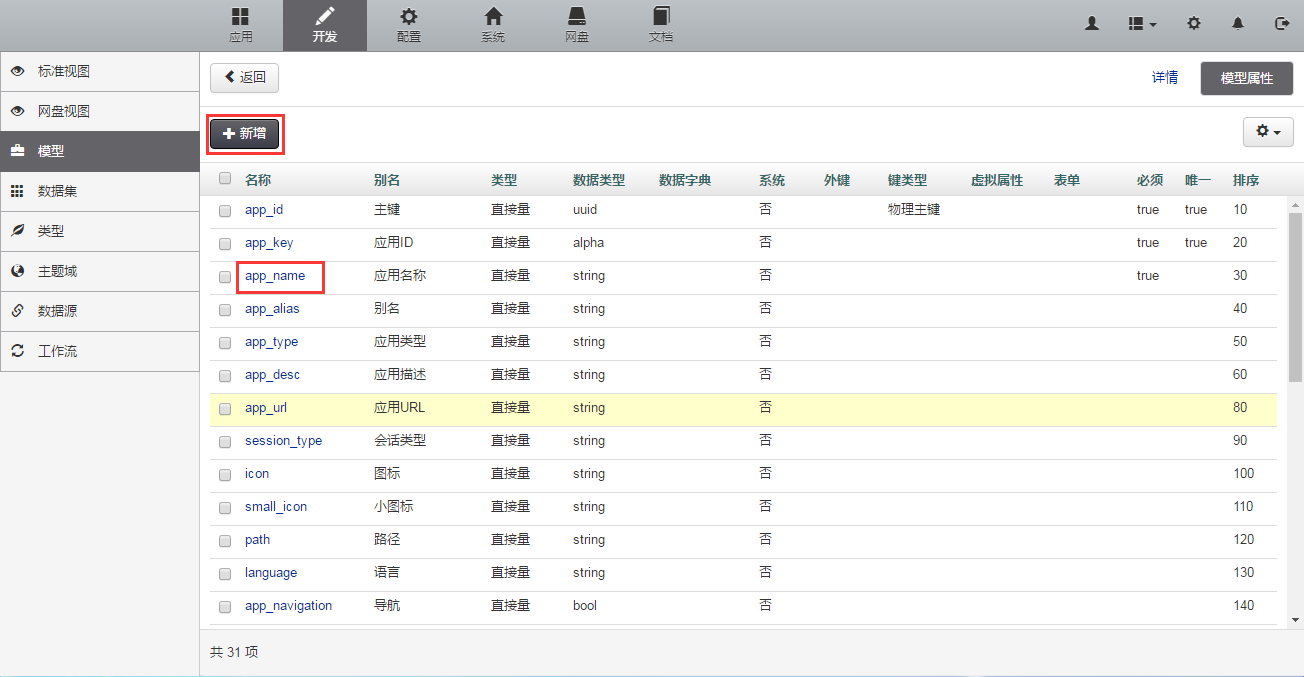 应用 开发 配置 系统 网盘 文档
标准视图
网盘视图
模型
数据集
类型
主题域
数据源
工作流
返回 详情 模型属性
新增
名称 别名 类型 数据类型 数据字典 系统 外键 键类型 虚拟属性 表单 必须 唯一 排序
app_id 主键 直接量 uuid 否 物理主键 true true 10
app_key 应用ID 直接量 alpha 否 true true 20
app_name 应用名称 直接量 string 否 true 30
app_alias 别名 直接量 string 否 40
app_type 应用类型 直接量 string 否 50
app_desc 应用描述 直接量 string 否 60
app_url 应用URL 直接量 string 否 80
session_type 会话类型 直接量 string 否 90
icon 图标 直接量 string 否 100
small_icon 小图标 直接量 string 否 110
path 路径 直接量 string 否 120
language 语言 直接量 string 否 130
app_navigation 导航 直接量 bool 否 140
共 31 项